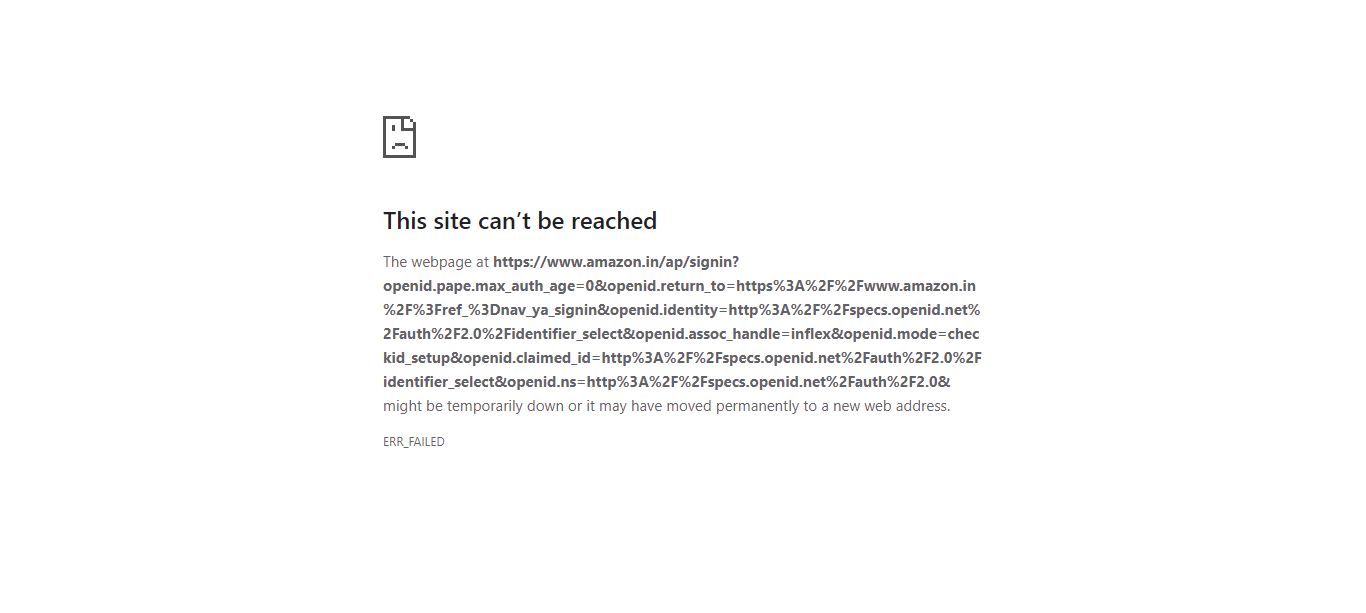 This site can’t be reached
The webpage at https://www.amazon.in/ap/signin?
openid.pape.max_auth_age=0&openid.return_to=https%3A%2F%2Fwww.amazon.in
%2F%3Fref_%3Dnav_ya_signin&openid.identity=http%3A%2F%2Fspecs.openid.net%
2Fauth%2F2.0%2Fidentifier_select&openid.assoc_handle=inflex&openid.mode=chec
kid_setup&openid.claimed_id=http%3A%2F%2Fspecs.openid.net%2Fauth%2F2.0%2F
identifier_select&openid.ns=http%3A%2F%2Fspecs.openid.net%2Fauth%2F2.0&
might be temporarily down or it may have moved permanently to a new web address.
ERR_FAILED